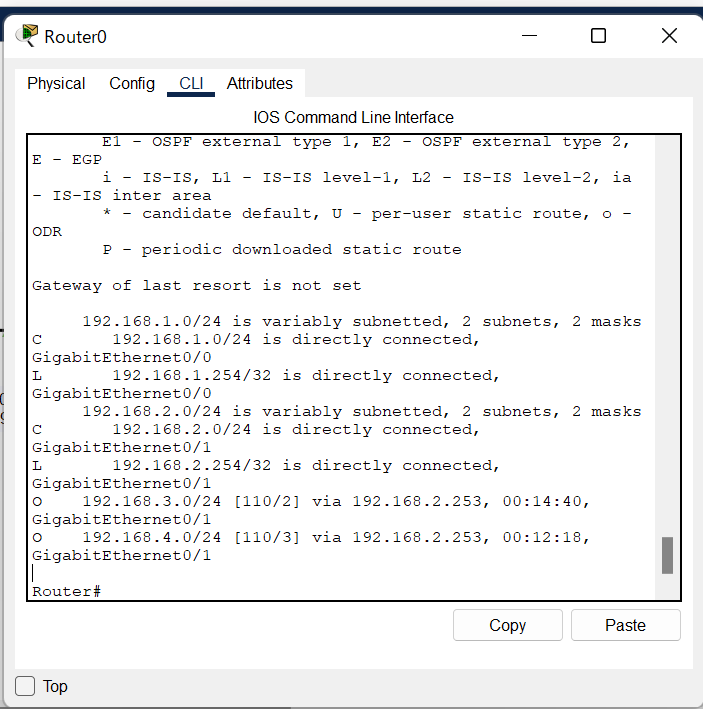 Router0
Physical Config CLI Attributes
IOS Command Line Interface
E1 - OSPF external type 1, E2 - OSPF external type 2,
E - EGP
i - IS-IS, L1 - IS-IS level-1, L2 - IS-IS level-2, ia
- IS-IS inter area
* - candidate default, U - per-user static route, o -
ODR
P - periodic downloaded static route
Gateway of last resort is not set
192.168.1.0/24 is variably subnetted, 2 subnets, 2 masks
C 192.168.1.0/24 is directly connected,
GigabitEthernet0/0
L 192.168.1.254/32 is directly connected,
GigabitEthernet0/0
192.168.2.0/24 is variably subnetted, 2 subnets, 2 masks
C 192.168.2.0/24 is directly connected,
GigabitEthernet0/1
L 192.168.2.254/32 is directly connected,
GigabitEthernet0/1
O 192.168.3.0/24 [110/2] via 192.168.2.253, 00:14:40,
GigabitEthernet0/1
O 192.168.4.0/24 [110/3] via 192.168.2.253, 00:12:18,
GigabitEthernet0/1
Router#
Copy Paste
Top